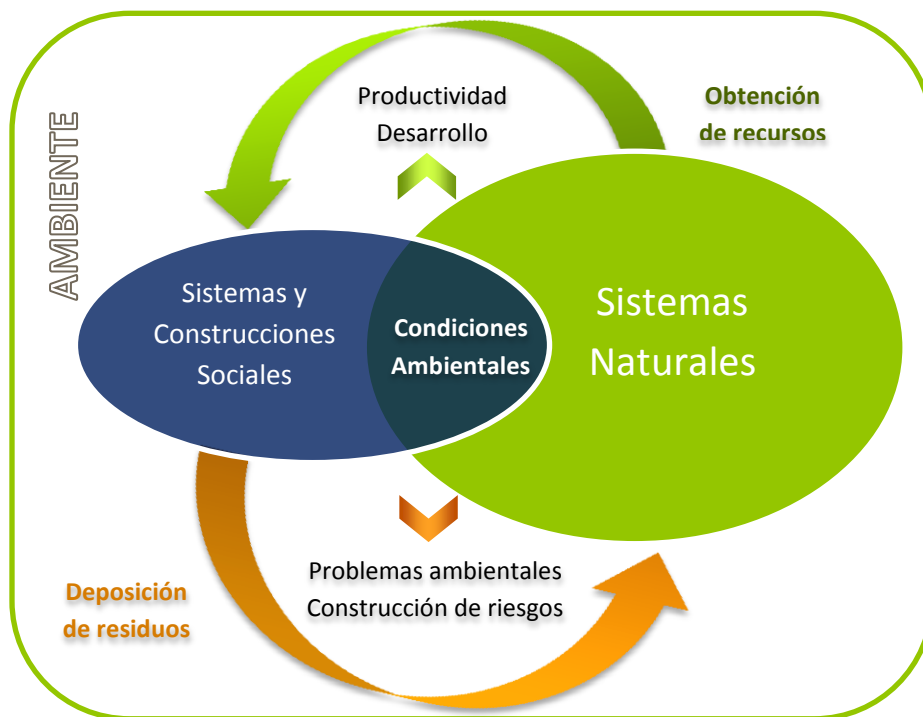 AMBIENTE
Productividad
Desarrollo
Obtención
de recursos
Sistemas y
Construcciones
Sociales
Condiciones
Ambientales
Sistemas
Naturales
Problemas ambientales
Construcción de riesgos
Deposición
de residuos